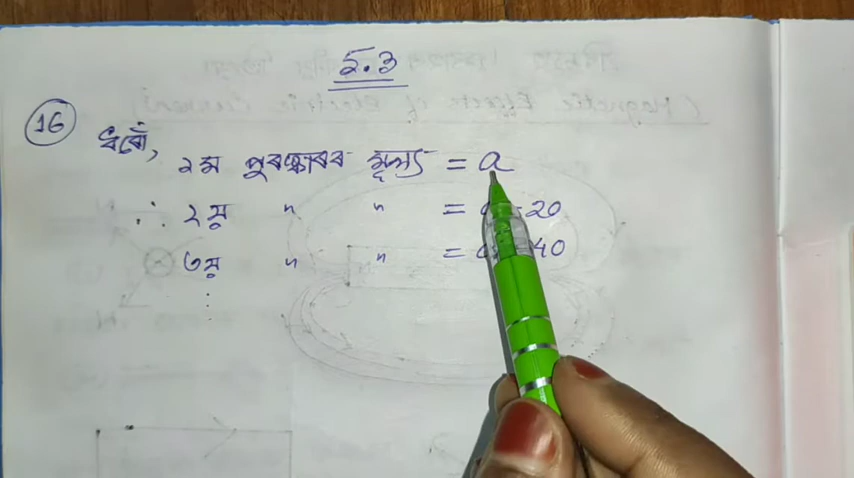 5.3
16
ধৰোঁ,
১ম পুৰস্কাৰৰ মূল্য = a
∴ ২য় " " = a - 20
৩য় " " = a - 40
⋮